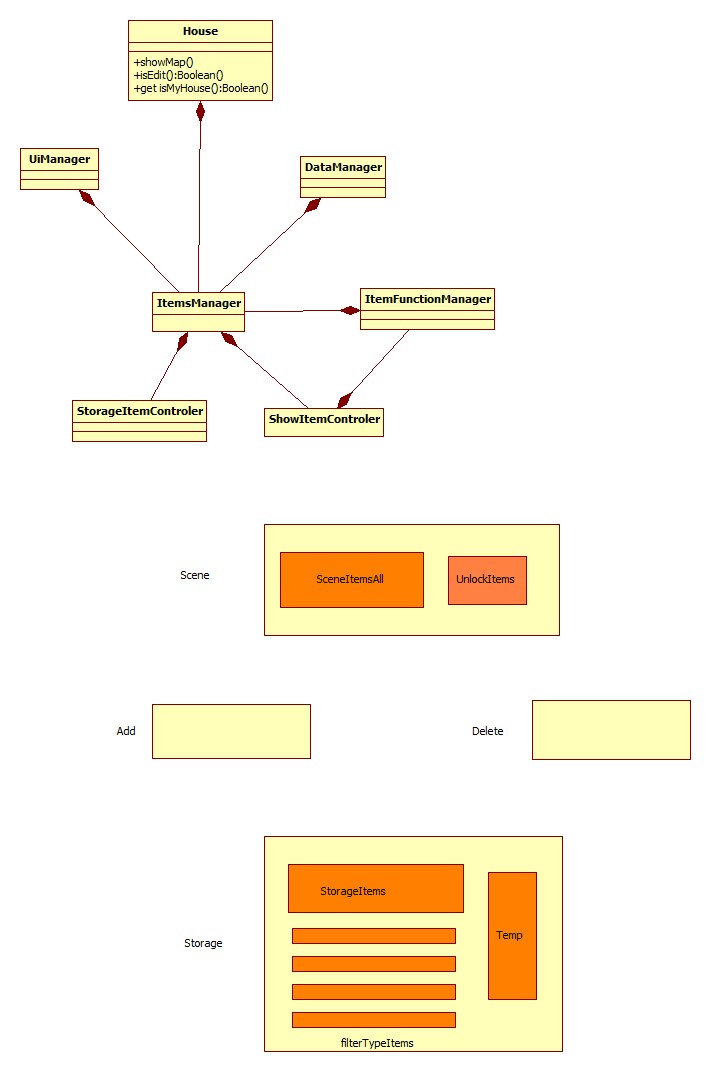 House
+showMap()
+isEdit():Boolean()
+get isMyHouse():Boolean()
UiManager
DataManager
ItemsManager
ItemFunctionManager
StorageItemControler
ShowItemControler
Scene
SceneItemsAll
UnlockItems
Add
Delete
StorageItems
Temp
Storage
filterTypeItems